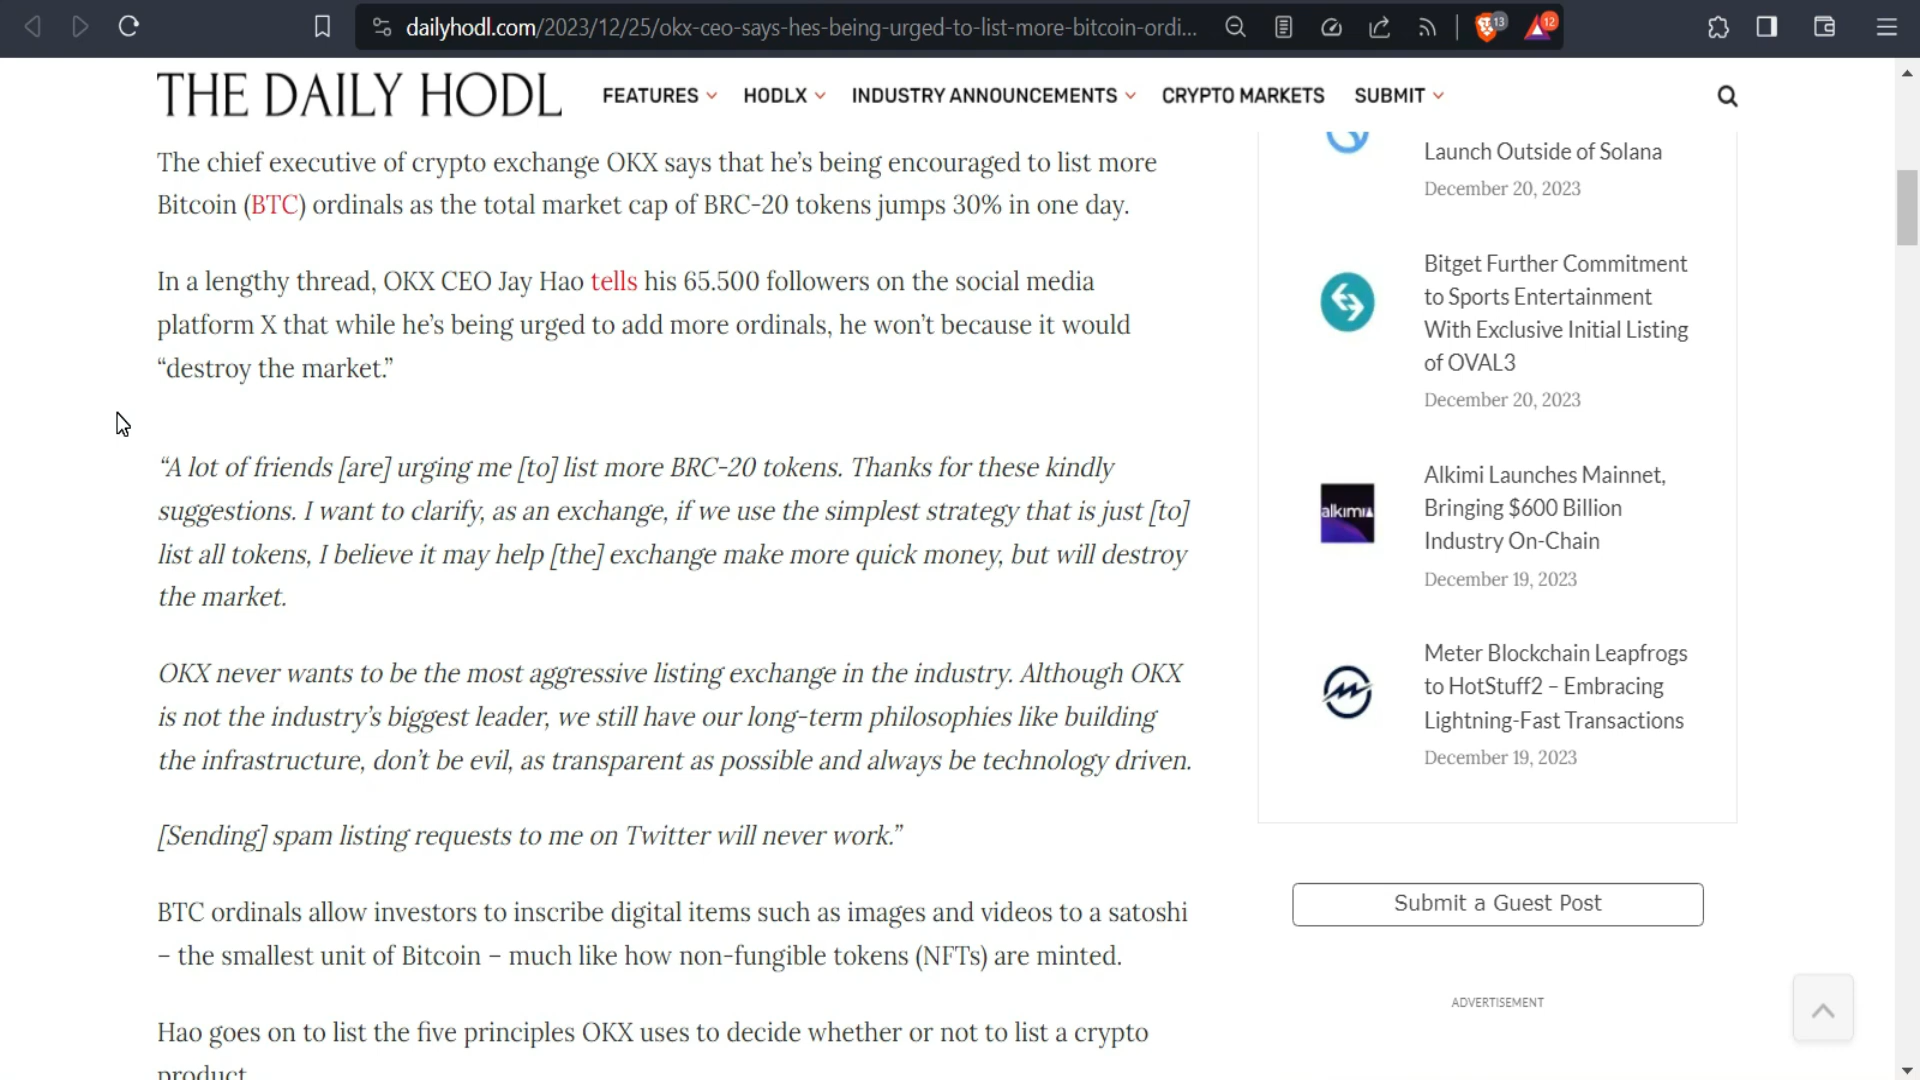 dailyhodl.com/2023/12/25/okx-ceo-says-hes-being-urged-to-list-more-bitcoin-ordi...
13
12
THE DAILY HODL
FEATURES
HODLX
INDUSTRY ANNOUNCEMENTS
CRYPTO MARKETS
SUBMIT
The chief executive of crypto exchange OKX says that he’s being encouraged to list more
Bitcoin (BTC) ordinals as the total market cap of BRC-20 tokens jumps 30% in one day.
In a lengthy thread, OKX CEO Jay Hao tells his 65.500 followers on the social media
platform X that while he’s being urged to add more ordinals, he won’t because it would
“destroy the market.”
“A lot of friends [are] urging me [to] list more BRC-20 tokens. Thanks for these kindly
suggestions. I want to clarify, as an exchange, if we use the simplest strategy that is just [to]
list all tokens, I believe it may help [the] exchange make more quick money, but will destroy
the market.
OKX never wants to be the most aggressive listing exchange in the industry. Although OKX
is not the industry’s biggest leader, we still have our long-term philosophies like building
the infrastructure, don’t be evil, as transparent as possible and always be technology driven.
[Sending] spam listing requests to me on Twitter will never work.”
BTC ordinals allow investors to inscribe digital items such as images and videos to a satoshi
– the smallest unit of Bitcoin – much like how non-fungible tokens (NFTs) are minted.
Hao goes on to list the five principles OKX uses to decide whether or not to list a crypto
product
Launch Outside of Solana
December 20, 2023
Bitget Further Commitment
to Sports Entertainment
With Exclusive Initial Listing
of OVAL3
December 20, 2023
alkimi
Alkimi Launches Mainnet,
Bringing $600 Billion
Industry On-Chain
December 19, 2023
Meter Blockchain Leapfrogs
to HotStuff2 – Embracing
Lightning-Fast Transactions
December 19, 2023
Submit a Guest Post
ADVERTISEMENT